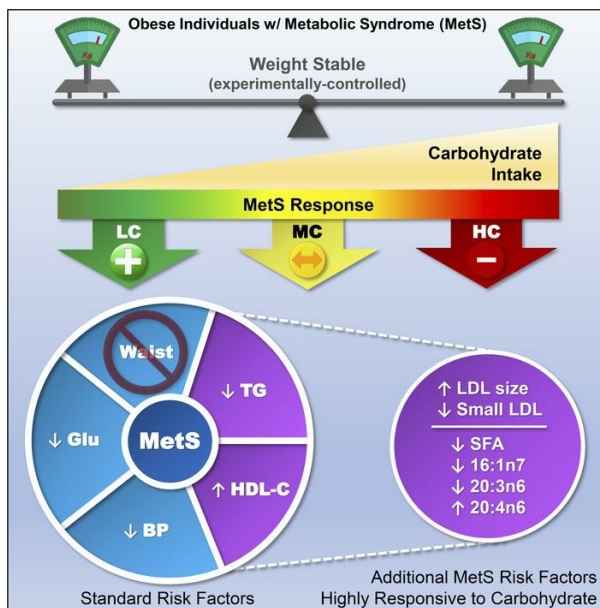 Obese Individuals w/ Metabolic Syndrome (MetS)
Kg
Kg
Weight Stable
(experimentally-controlled)
Carbohydrate
Intake
MetS Response
LC
MC
HC
Waist
↓ TG
↓ Glu
MetS
↑ HDL-C
↓ BP
↑ LDL size
↓ Small LDL
↓ SFA
↓ 16:1n7
↓ 20:3n6
↑ 20:4n6
Standard Risk Factors
Additional MetS Risk Factors
Highly Responsive to Carbohydrate